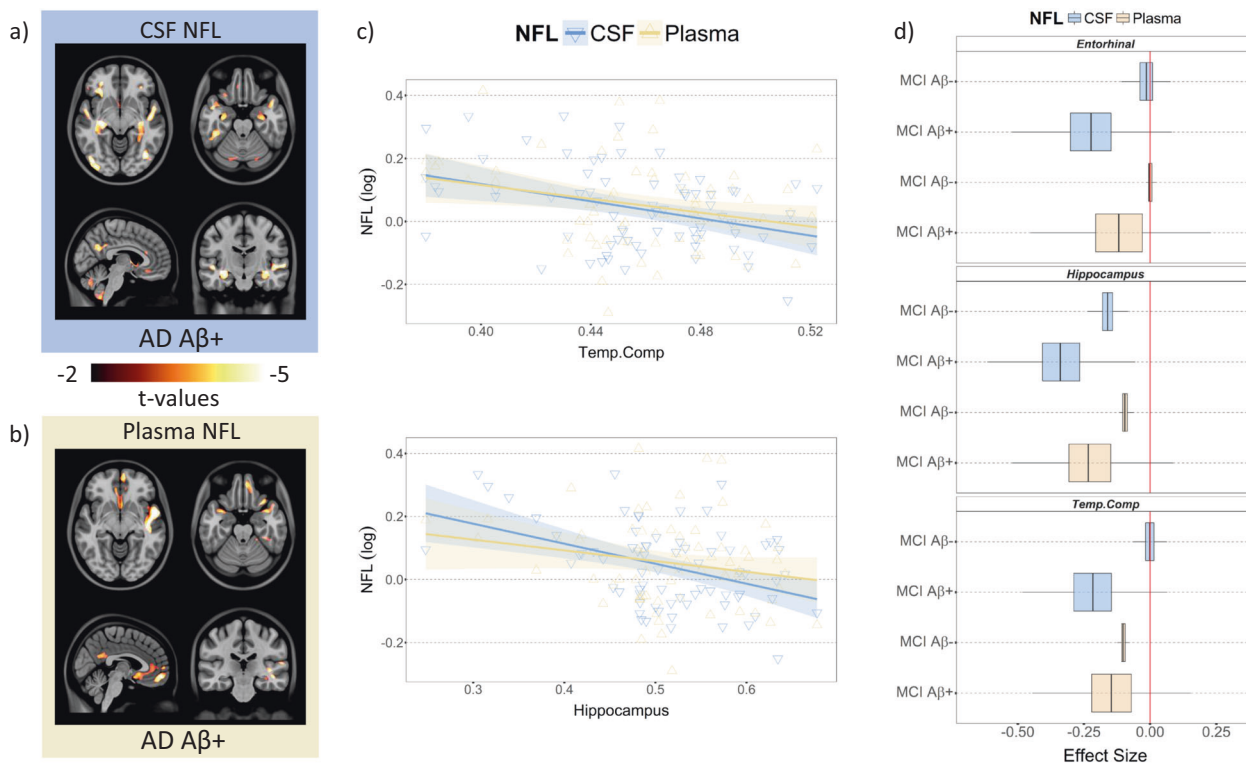 a)
CSF NFL
AD Aβ+
-2
-5
t-values
b)
Plasma NFL
AD Aβ+
c)
NFL CSF Plasma
NFL (log)
0.4
0.2
0.0
-0.2
0.40 0.44 0.48 0.52
Temp.Comp
NFL (log)
0.4
0.2
0.0
-0.2
0.3 0.4 0.5 0.6
Hippocampus
d)
NFL CSF Plasma
Entorhinal
MCI Aβ-
MCI Aβ+
MCI Aβ-
MCI Aβ+
Hippocampus
MCI Aβ-
MCI Aβ+
MCI Aβ-
MCI Aβ+
Temp.Comp
MCI Aβ-
MCI Aβ+
MCI Aβ-
MCI Aβ+
-0.50 -0.25 0.00 0.25
Effect Size